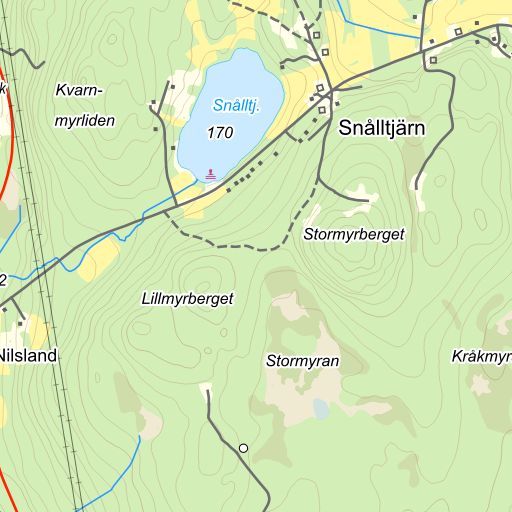 Kvarn-
myrliden
Snålltj.
170
Snålltjärn
Stormyrberget
Lillmyrberget
Nilsland
Stormyran